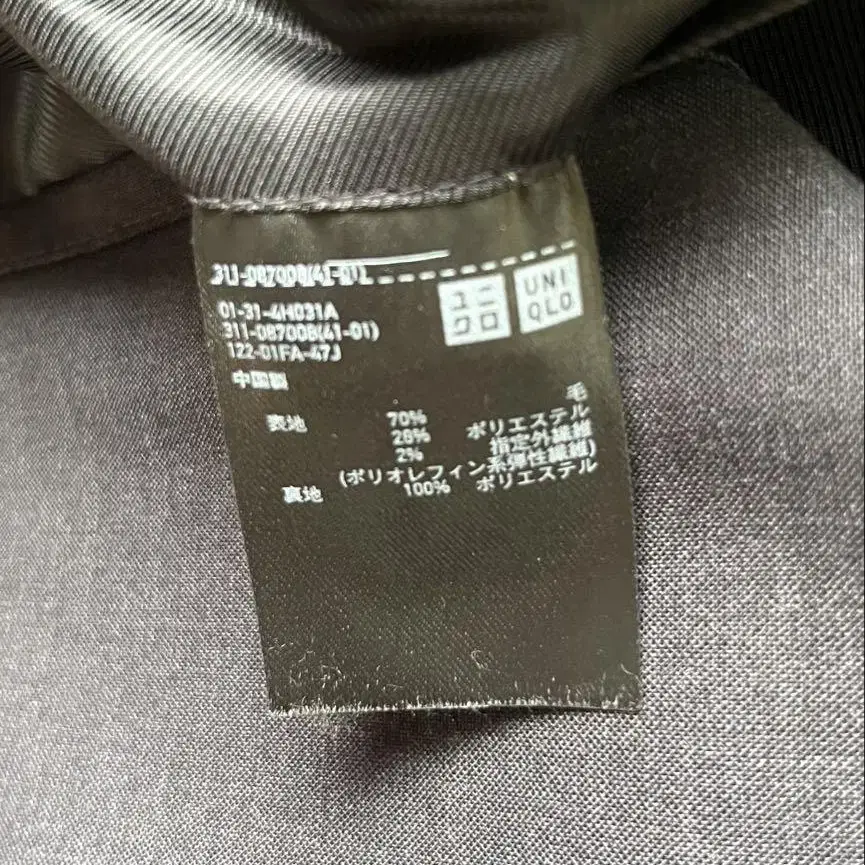 311-087008(41-01)
ユニ
クロ
UNI
QLO
01-31-4H031A
311-087008(41-01)
122-01FA-47J
中国製
表地 70% 毛
28% ポリエステル
2% 指定外繊維
(ポリオレフィン系弾性繊維)
裏地 100% ポリエステル